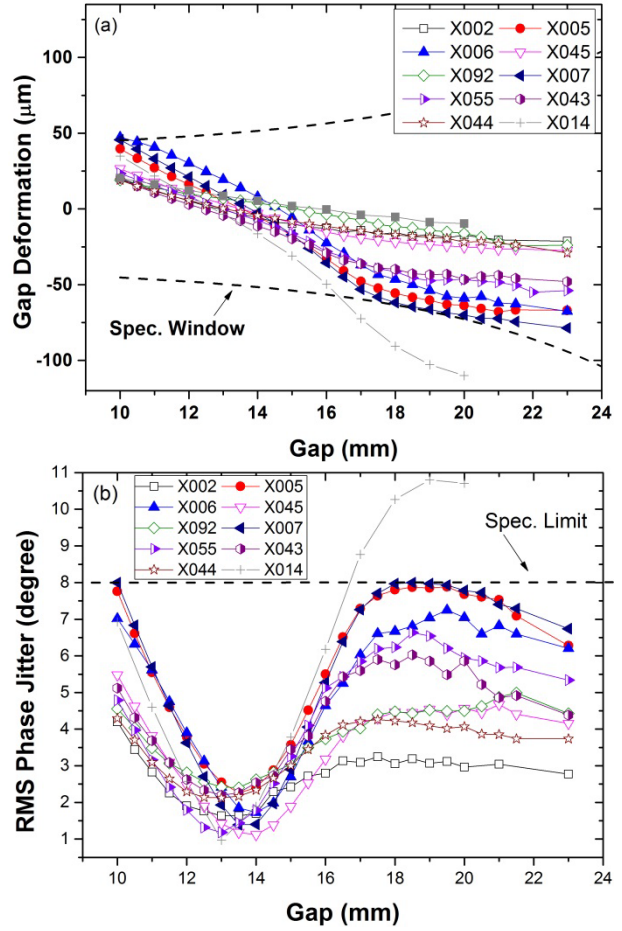 (a)
X002 X005
X006 X045
X092 X007
X055 X043
X044 X014
Gap Deformation (μm)
100
50
0
-50
-100
Spec. Window
10 12 14 16 18 20 22 24
Gap (mm)
(b)
X002 X005
X006 X045
X092 X007
X055 X043
X044 X014
Spec. Limit
RMS Phase Jitter (degree)
11
10
9
8
7
6
5
4
3
2
1
10 12 14 16 18 20 22 24
Gap (mm)